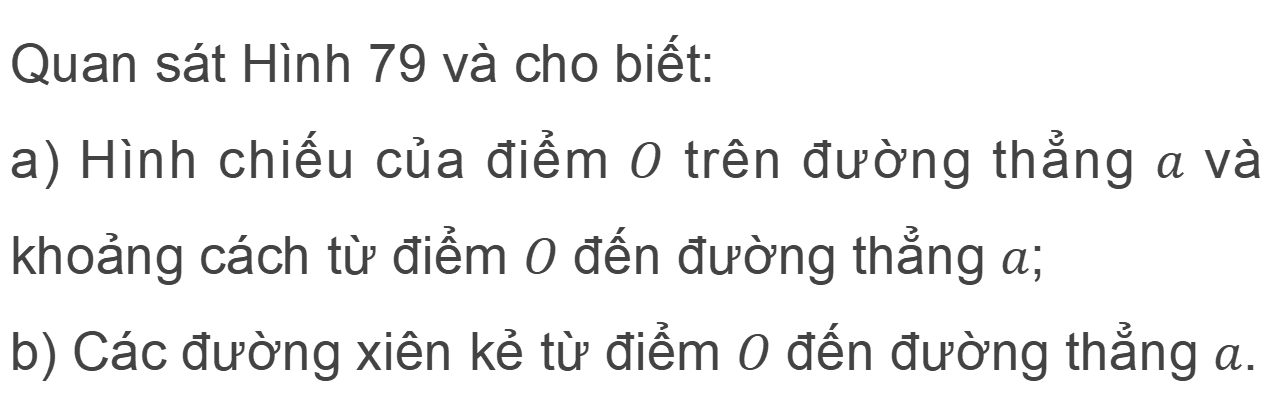 Quan sát Hình 79 và cho biết:
a) Hình chiếu của điểm O trên đường thẳng a và
khoảng cách từ điểm O đến đường thẳng a;
b) Các đường xiên kẻ từ điểm O đến đường thẳng a.